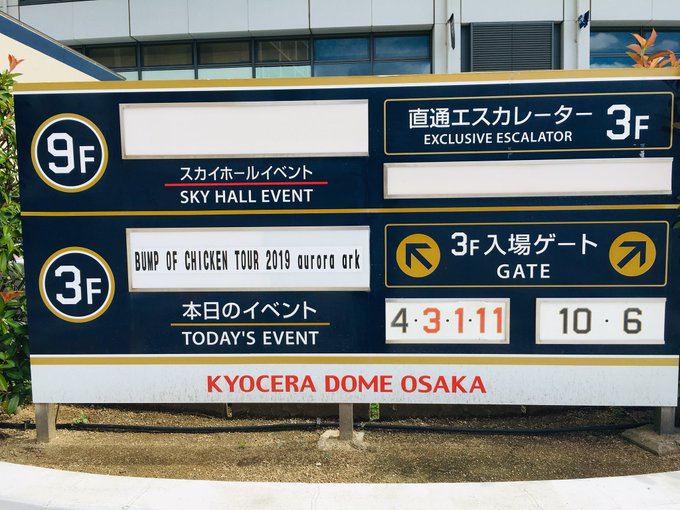 9F
スカイホールイベント
SKY HALL EVENT
直通エスカレーター 3F
EXCLUSIVE ESCALATOR
3F
BUMP OF CHICKEN TOUR 2019 aurora ark
本日のイベント
TODAY'S EVENT
3F入場ゲート
GATE
4・3・1・11
10・6
KYOCERA DOME OSAKA